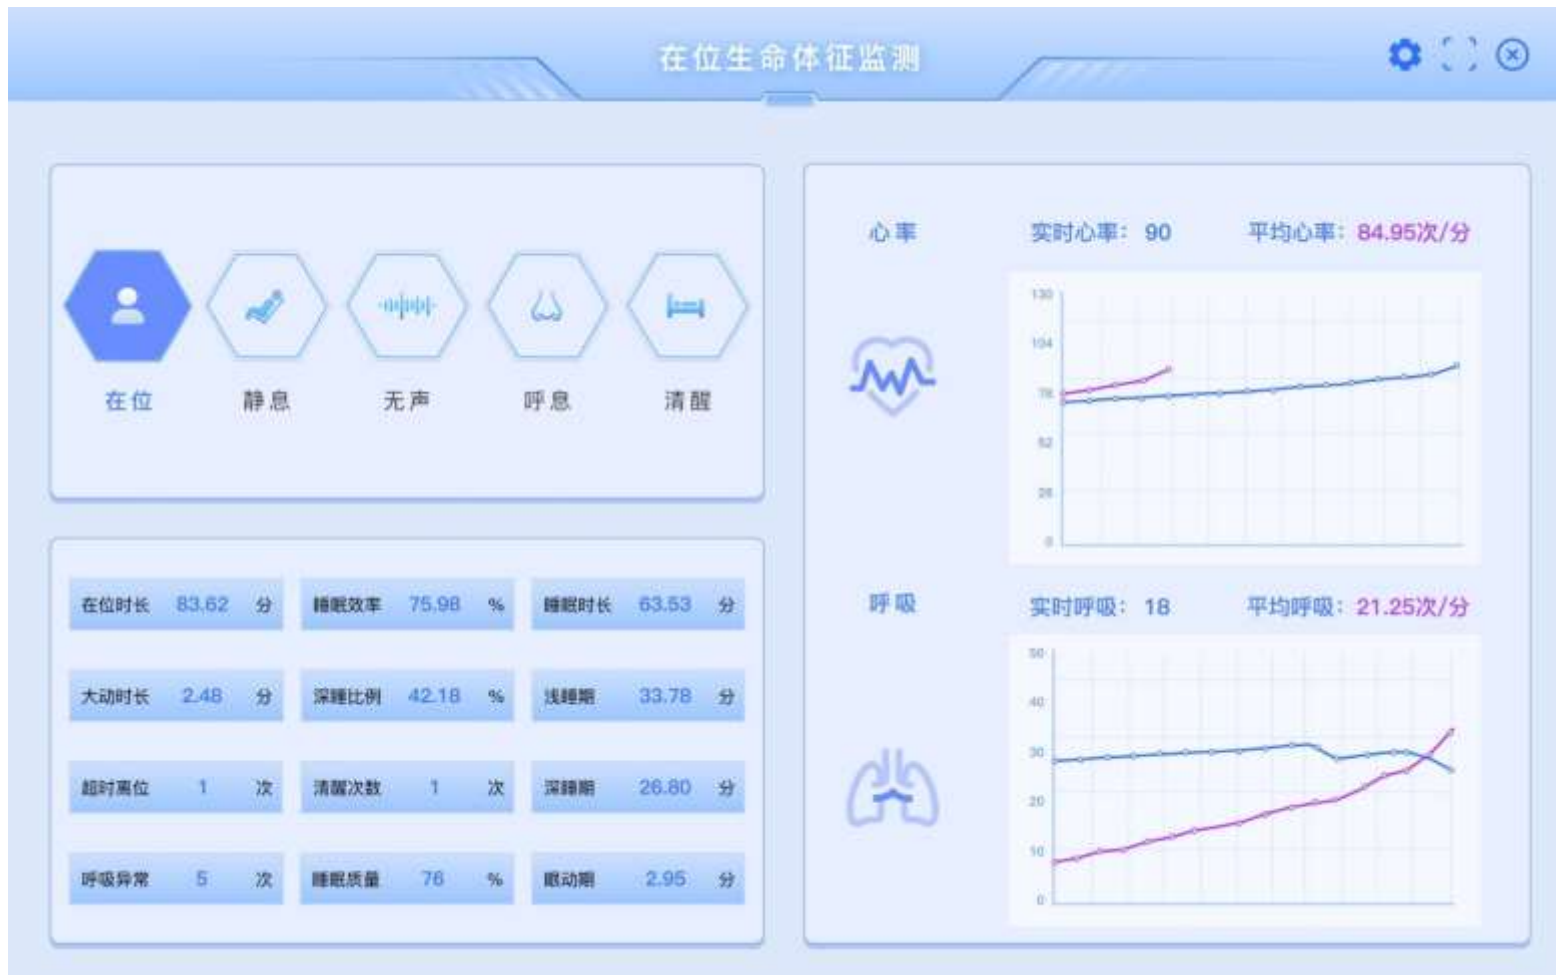 在位生命体征监测
在位 静息 无声 呼息 清醒
在位时长 83.62 分 睡眠效率 75.98 % 睡眠时长 63.53 分
大动时长 2.48 分 深睡比例 42.18 % 浅睡期 33.78 分
超时离位 1 次 清醒次数 1 次 深睡期 26.80 分
呼吸异常 5 次 睡眠质量 76 % 眼动期 2.95 分
心率 实时心率: 90 平均心率: 84.95次/分
130
104
78
52
26
0
呼吸 实时呼吸: 18 平均呼吸: 21.25次/分
50
40
30
20
10
0